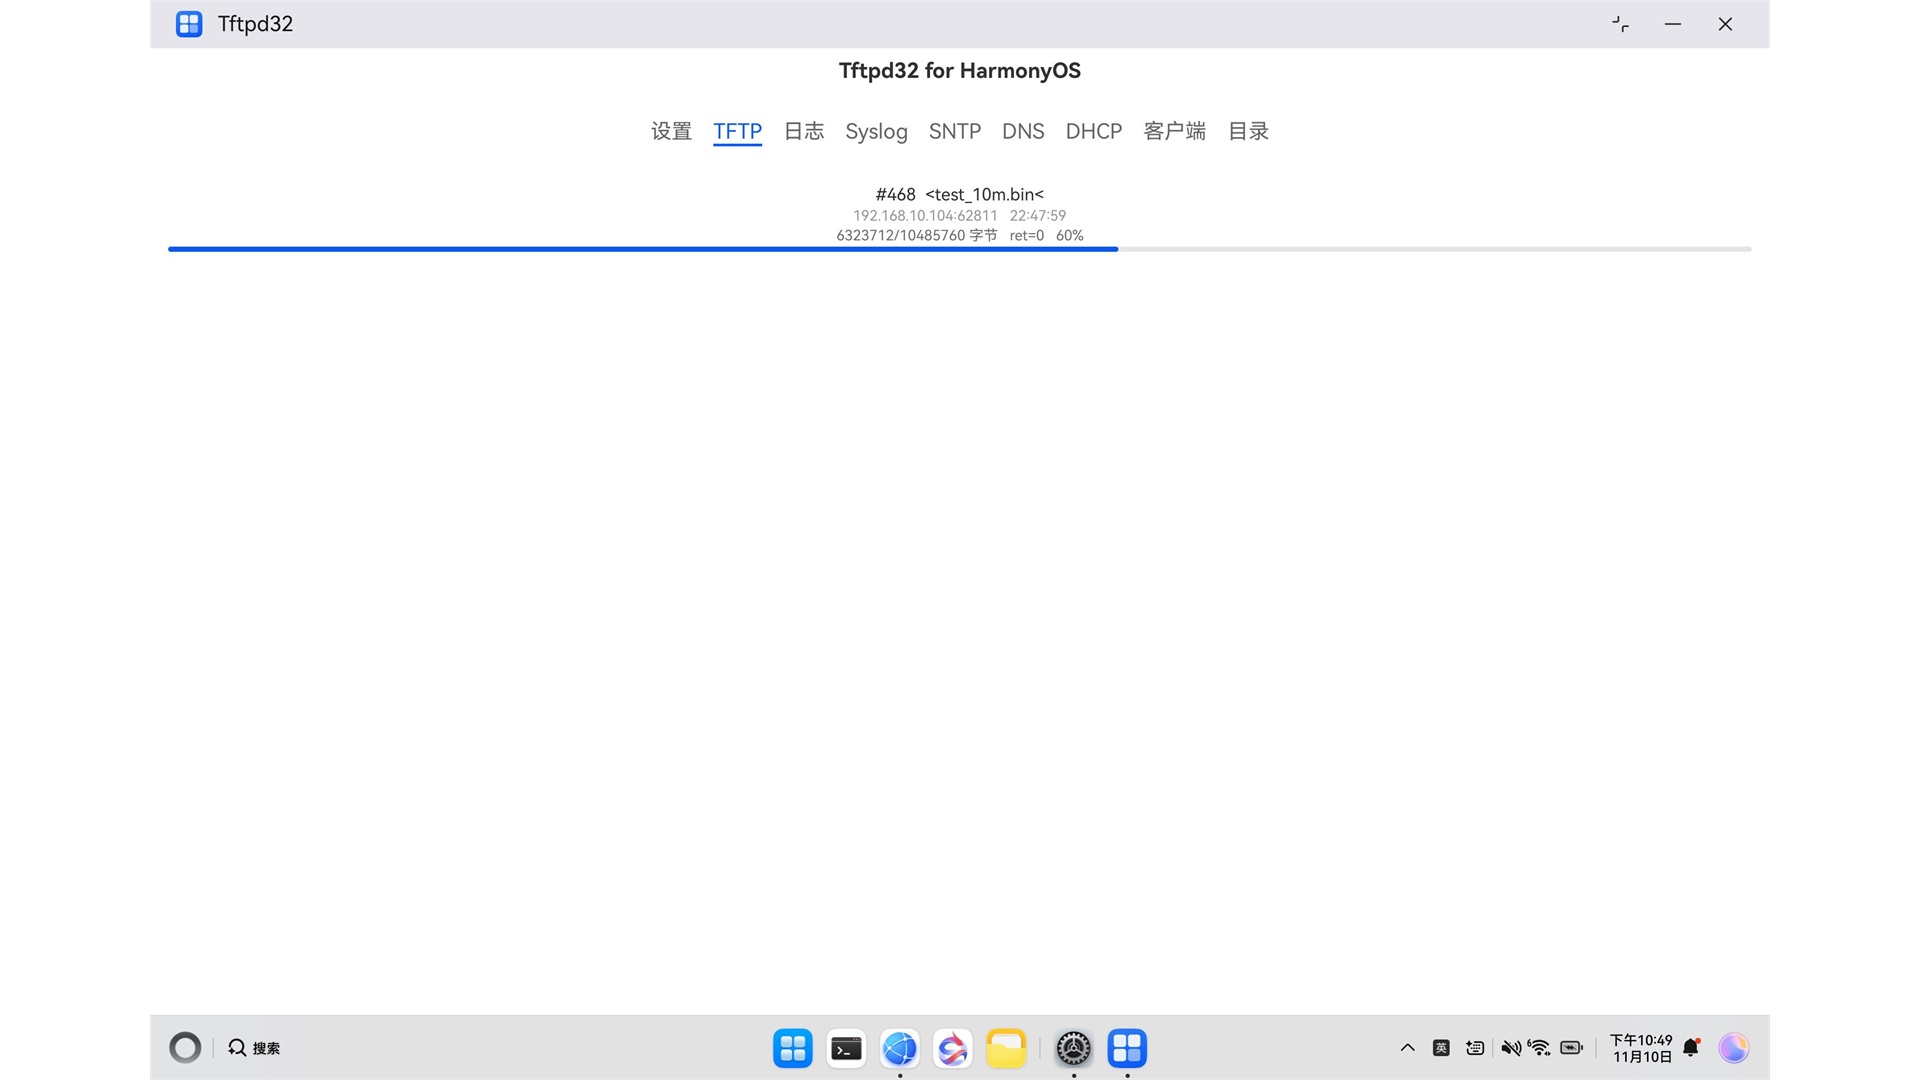 Tftpd32
Tftpd32 for HarmonyOS
设置 TFTP 日志 Syslog SNTP DNS DHCP 客户端 目录
#468 <test_10m.bin<
192.168.10.104:62811 22:47:59
6323712/10485760 字节 ret=0 60%
搜索
英
下午10:49
11月10日